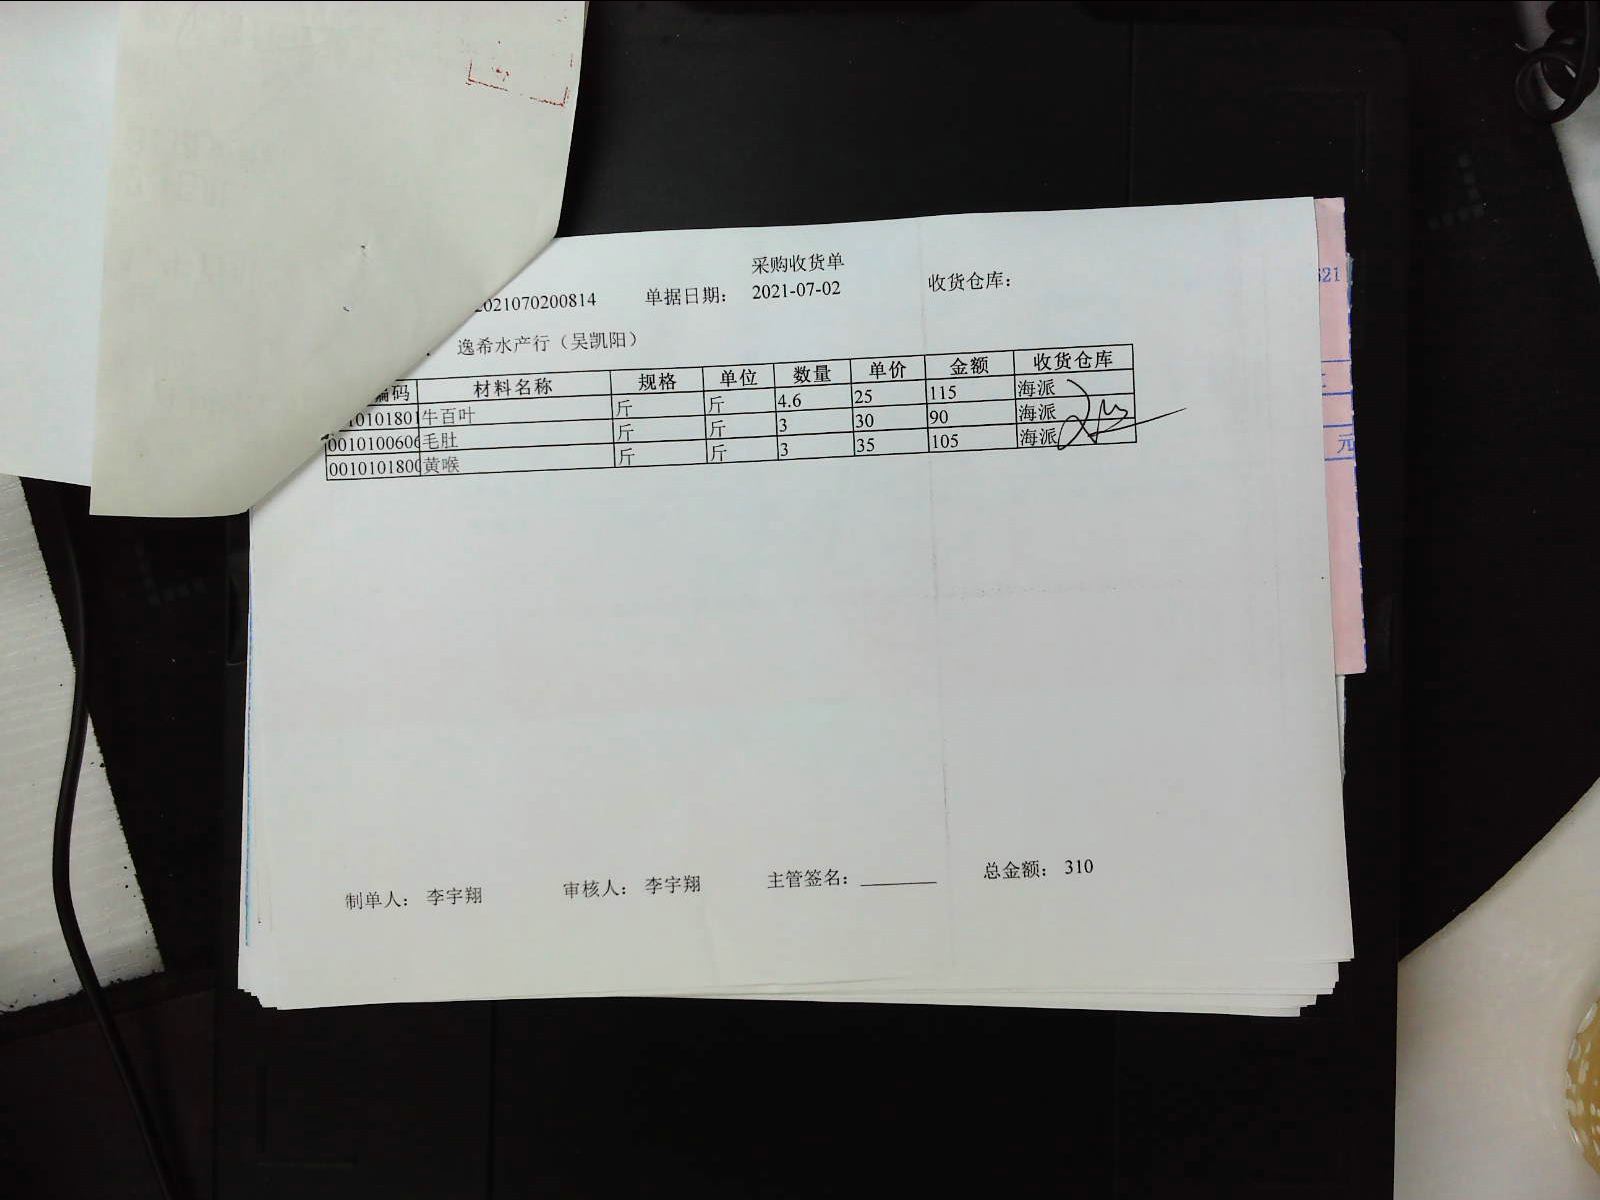 采购收货单
2021070200814 单据日期： 2021-07-02 收货仓库：
逸希水产行（吴凯阳）
编码 材料名称 规格 单位 数量 单价 金额 收货仓库
10101801 牛百叶 斤 斤 4.6 25 115 海派
0010100606 毛肚 斤 斤 3 30 90 海派
0010101800 黄喉 斤 斤 3 35 105 海派
制单人： 李宇翔 审核人： 李宇翔 主管签名： 总金额： 310
621
元